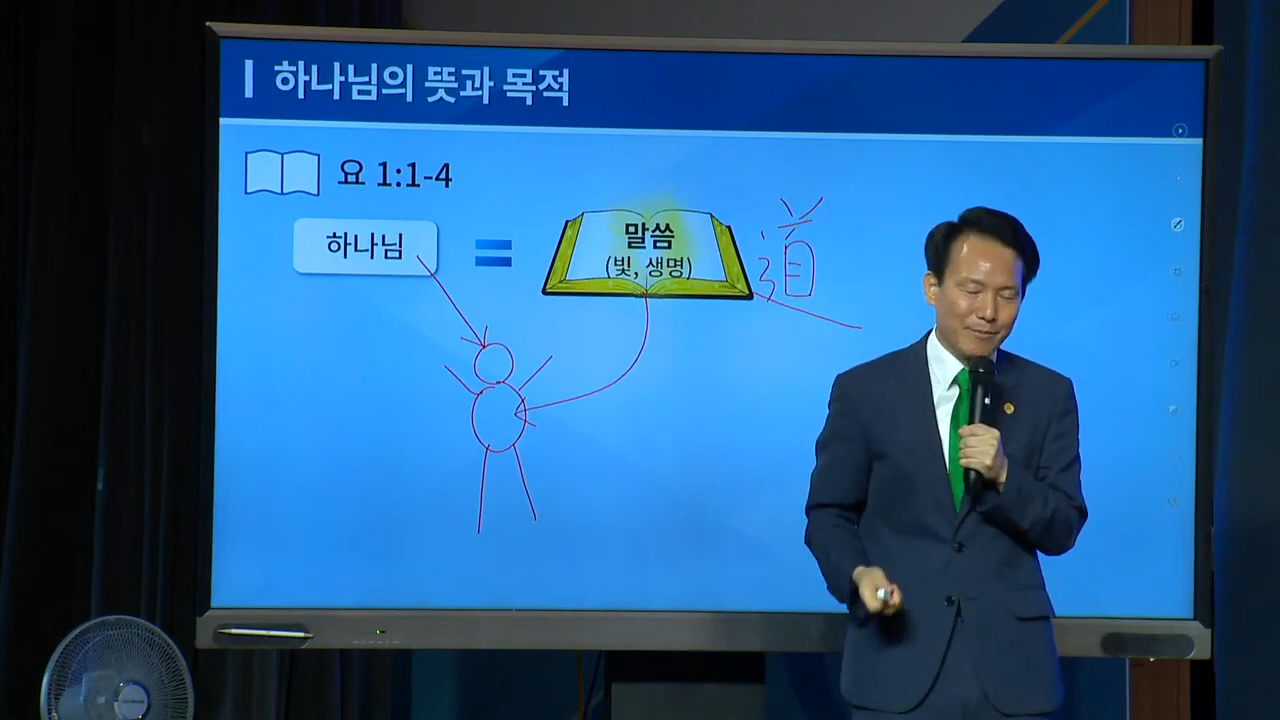 하나님의 뜻과 목적
요 1:1-4
하나님 = 말씀 道
(빛, 생명)